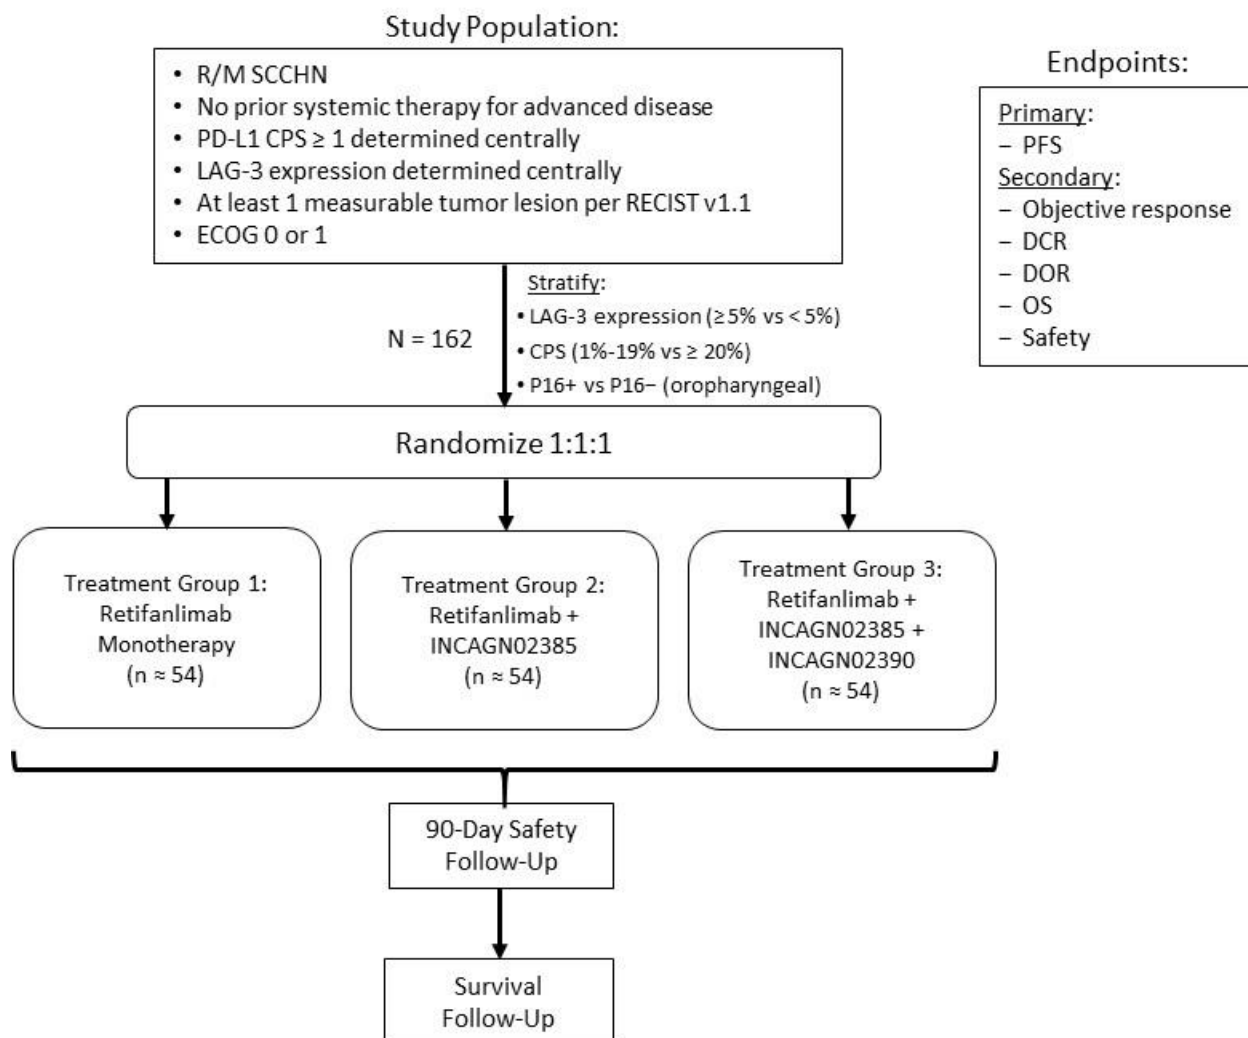 Study Population:
• R/M SCCHN
• No prior systemic therapy for advanced disease
• PD-L1 CPS ≥ 1 determined centrally
• LAG-3 expression determined centrally
• At least 1 measurable tumor lesion per RECIST v1.1
• ECOG 0 or 1
Endpoints:
Primary:
– PFS
Secondary:
– Objective response
– DCR
– DOR
– OS
– Safety
N = 162
Stratify:
• LAG-3 expression (≥5% vs < 5%)
• CPS (1%-19% vs ≥ 20%)
• P16+ vs P16− (oropharyngeal)
Randomize 1:1:1
Treatment Group 1:
Retifanlimab
Monotherapy
(n ≈ 54)
Treatment Group 2:
Retifanlimab +
INCAGN02385
(n ≈ 54)
Treatment Group 3:
Retifanlimab +
INCAGN02385 +
INCAGN02390
(n ≈ 54)
90-Day Safety
Follow-Up
Survival
Follow-Up